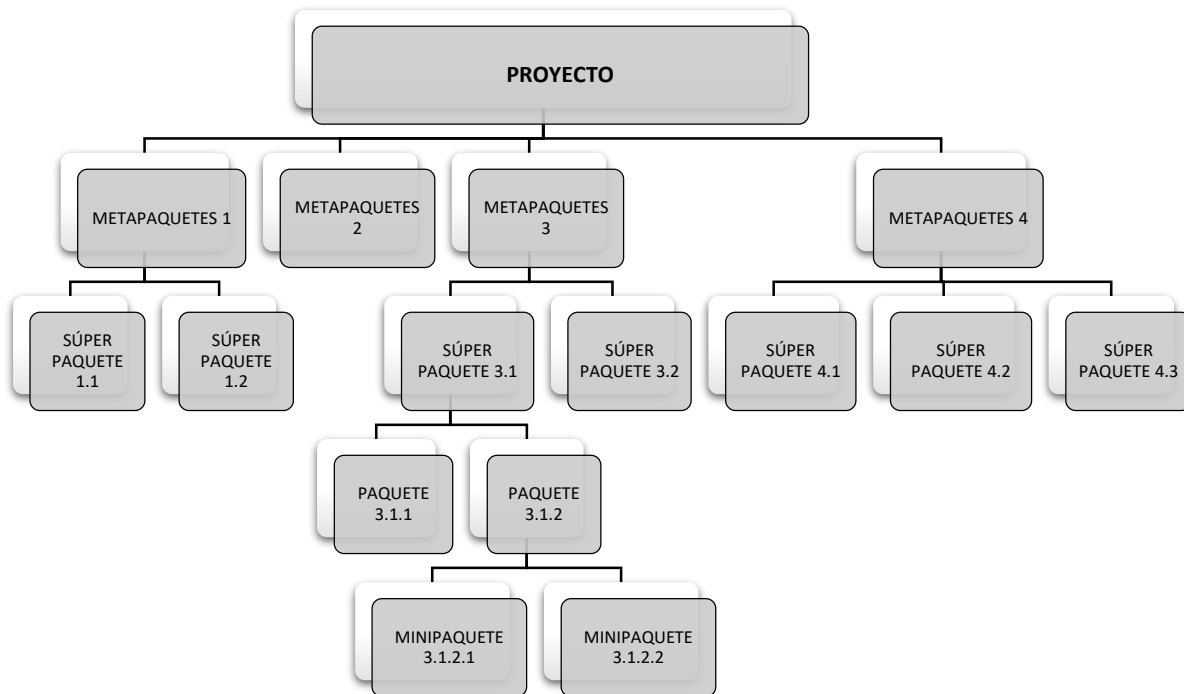 PROYECTO
METAPAQUETES 1
METAPAQUETES
2
METAPAQUETES
3
METAPAQUETES 4
SÚPER
PAQUETE
1.1
SÚPER
PAQUETE
1.2
SÚPER
PAQUETE 3.1
SÚPER
PAQUETE 3.2
SÚPER
PAQUETE 4.1
SÚPER
PAQUETE 4.2
SÚPER
PAQUETE 4.3
PAQUETE
3.1.1
PAQUETE
3.1.2
MINIPAQUETE
3.1.2.1
MINIPAQUETE
3.1.2.2